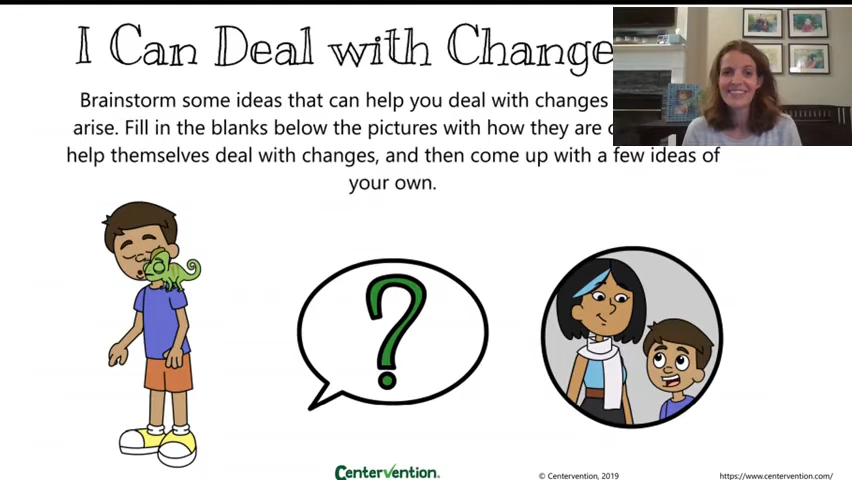 I Can Deal with Change
Brainstorm some ideas that can help you deal with changes
arise. Fill in the blanks below the pictures with how they are
help themselves deal with changes, and then come up with a few ideas of
your own.
?
Centervention.
© Centervention, 2019
https://www.centervention.com/